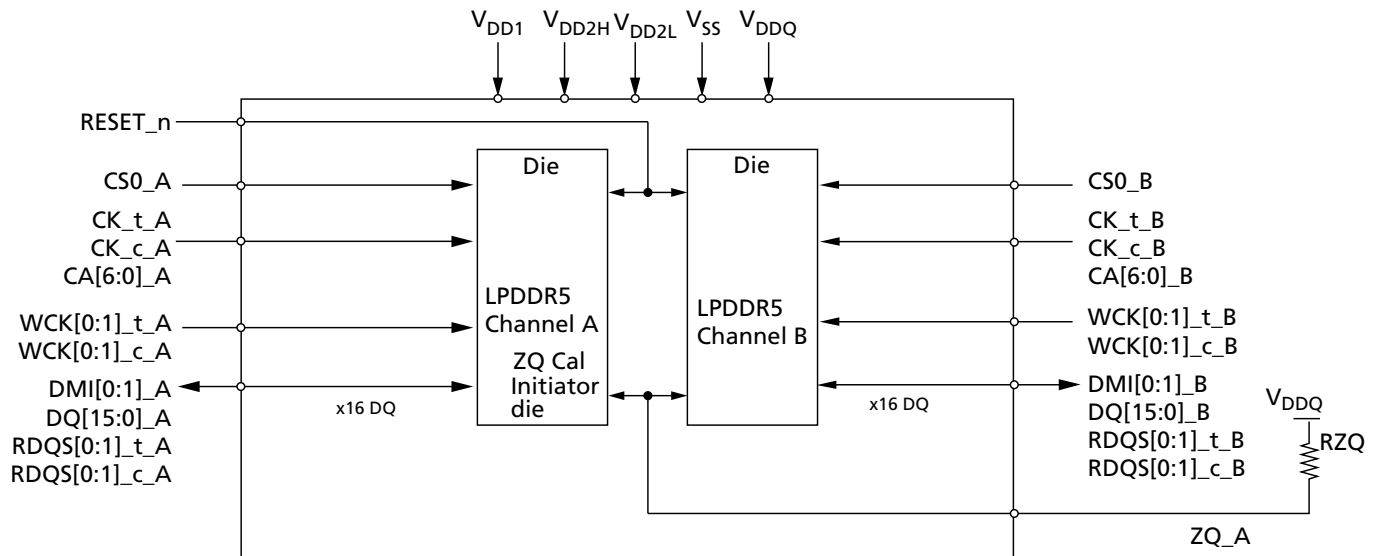 VDD1 VDD2H VDD2L VSS VDDQ
RESET_n
CS0_A
CK_t_A
CK_c_A
CA[6:0]_A
WCK[0:1]_t_A
WCK[0:1]_c_A
DMI[0:1]_A
DQ[15:0]_A
RDQS[0:1]_t_A
RDQS[0:1]_c_A
x16 DQ
Die
LPDDR5
Channel A
ZQ Cal
Initiator
die
Die
LPDDR5
Channel B
x16 DQ
CS0_B
CK_t_B
CK_c_B
CA[6:0]_B
WCK[0:1]_t_B
WCK[0:1]_c_B
DMI[0:1]_B
DQ[15:0]_B
RDQS[0:1]_t_B
RDQS[0:1]_c_B
VDDQ
RZQ
ZQ_A